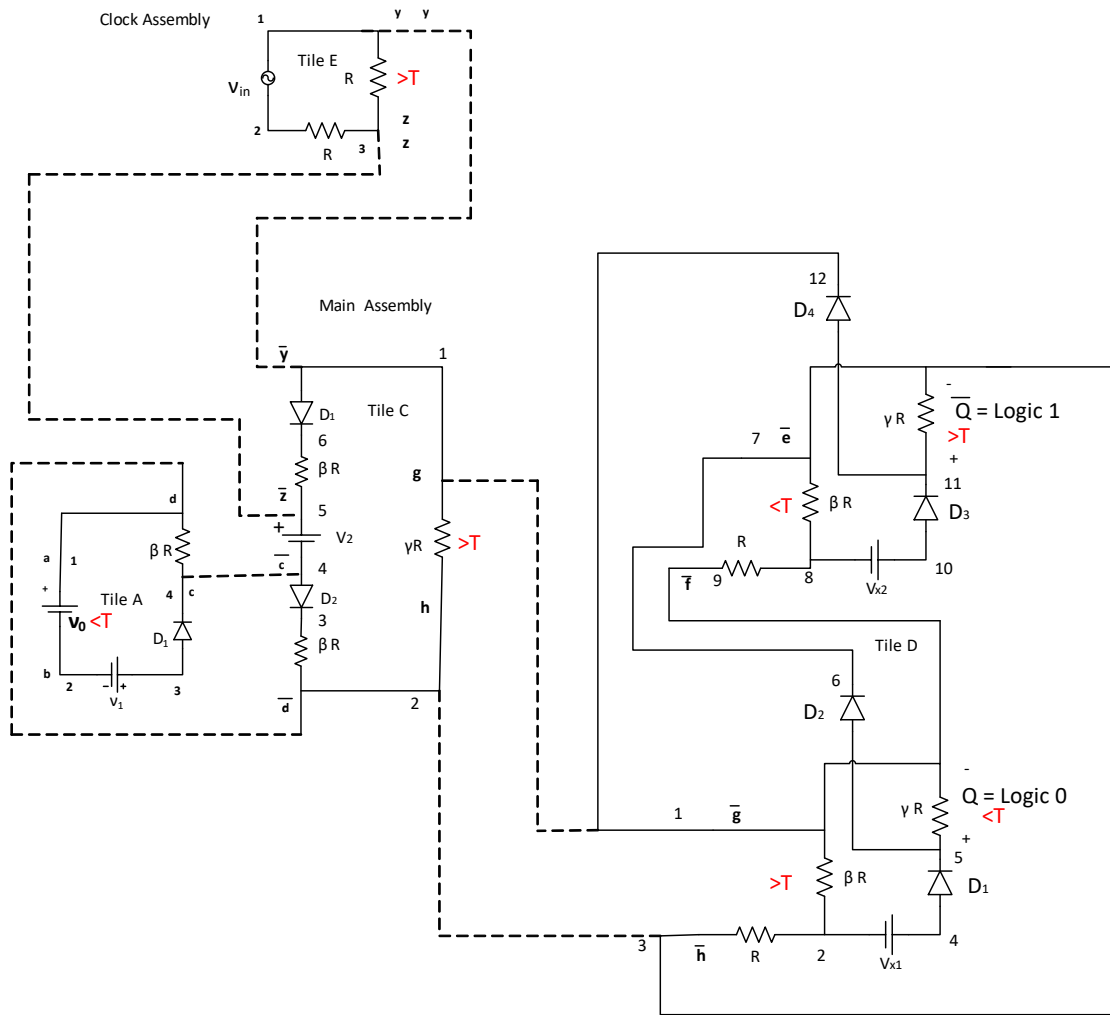 Clock Assembly
1
y y
Tile E
R
>T
Vin
z
z
2
3
R
Main Assembly
y̅
1
D1
Tile C
6
βR
g
z̅
5
+
V2
γR
>T
c̅
4
D2
h
3
βR
d̅
2
d
a
1
βR
+
4
c
Tile A
V0 <T
D1
b
2
- +
3
V1
12
D4
-
Q̅ = Logic 1
γR
>T
+
7
e̅
11
<T
βR
D3
R
f̅
9
8
Vx2
10
Tile D
6
D2
-
Q = Logic 0
γR
<T
+
1
g̅
5
>T
βR
D1
3
h̅
R
2
Vx1
4